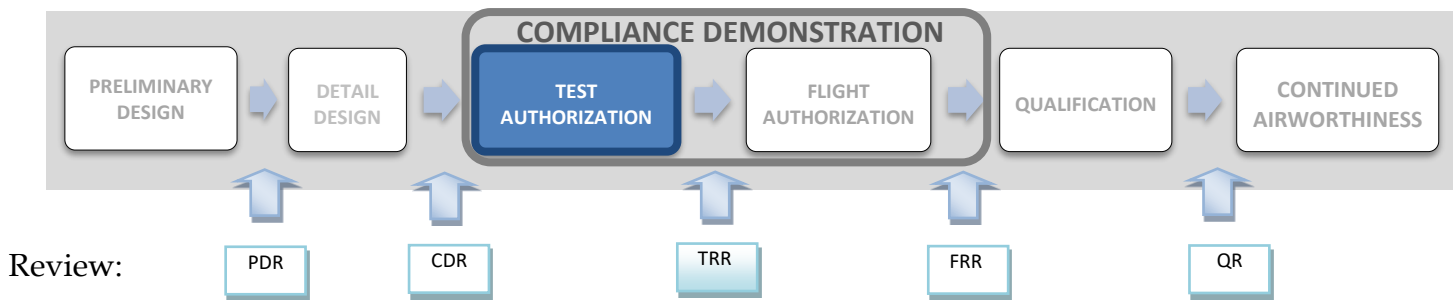 COMPLIANCE DEMONSTRATION
PRELIMINARY
DESIGN
DETAIL
DESIGN
TEST
AUTHORIZATION
FLIGHT
AUTHORIZATION
QUALIFICATION
CONTINUED
AIRWORTHINESS
Review:
PDR
CDR
TRR
FRR
QR